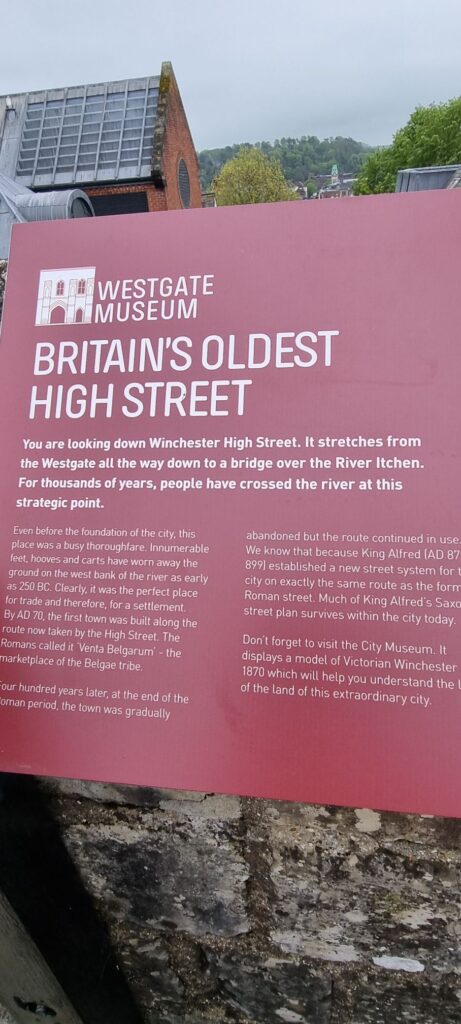 WESTGATE
MUSEUM
BRITAIN'S OLDEST
HIGH STREET
You are looking down Winchester High Street. It stretches from
the Westgate all the way down to a bridge over the River Itchen.
For thousands of years, people have crossed the river at this
strategic point.
Even before the foundation of the city, this
place was a busy thoroughfare. Innumerable
feet, hooves and carts have worn away the
ground on the west bank of the river as early
as 250 BC. Clearly, it was the perfect place
for trade and therefore, for a settlement.
By AD 70, the first town was built along the
route now taken by the High Street. The
Romans called it 'Venta Belgarum' - the
marketplace of the Belgae tribe.
Four hundred years later, at the end of the
Roman period, the town was gradually
abandoned but the route continued in use.
We know that because King Alfred (AD
899) established a new street system for
city on exactly the same route as the
Roman street. Much of King Alfred's
street plan survives within the city today.
Don't forget to visit the City Museum. It
displays a model of Victorian Winchester
1870 which will help you understand the
of the land of this extraordinary city.